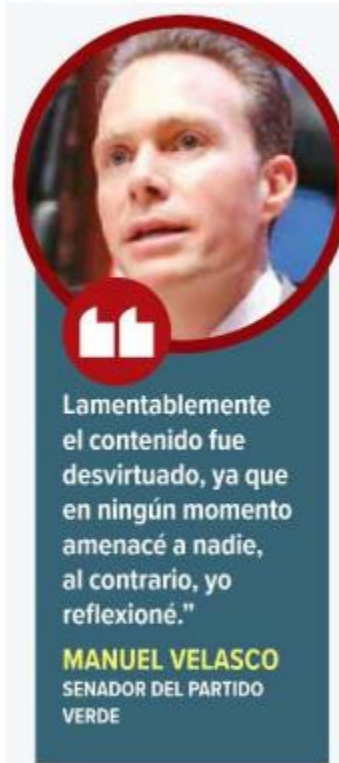 Lamentablemente
el contenido fue
desvirtuado, ya que
en ningún momento
amenacé a nadie,
al contrario, yo
reflexioné.”
MANUEL VELASCO
SENADOR DEL PARTIDO
VERDE